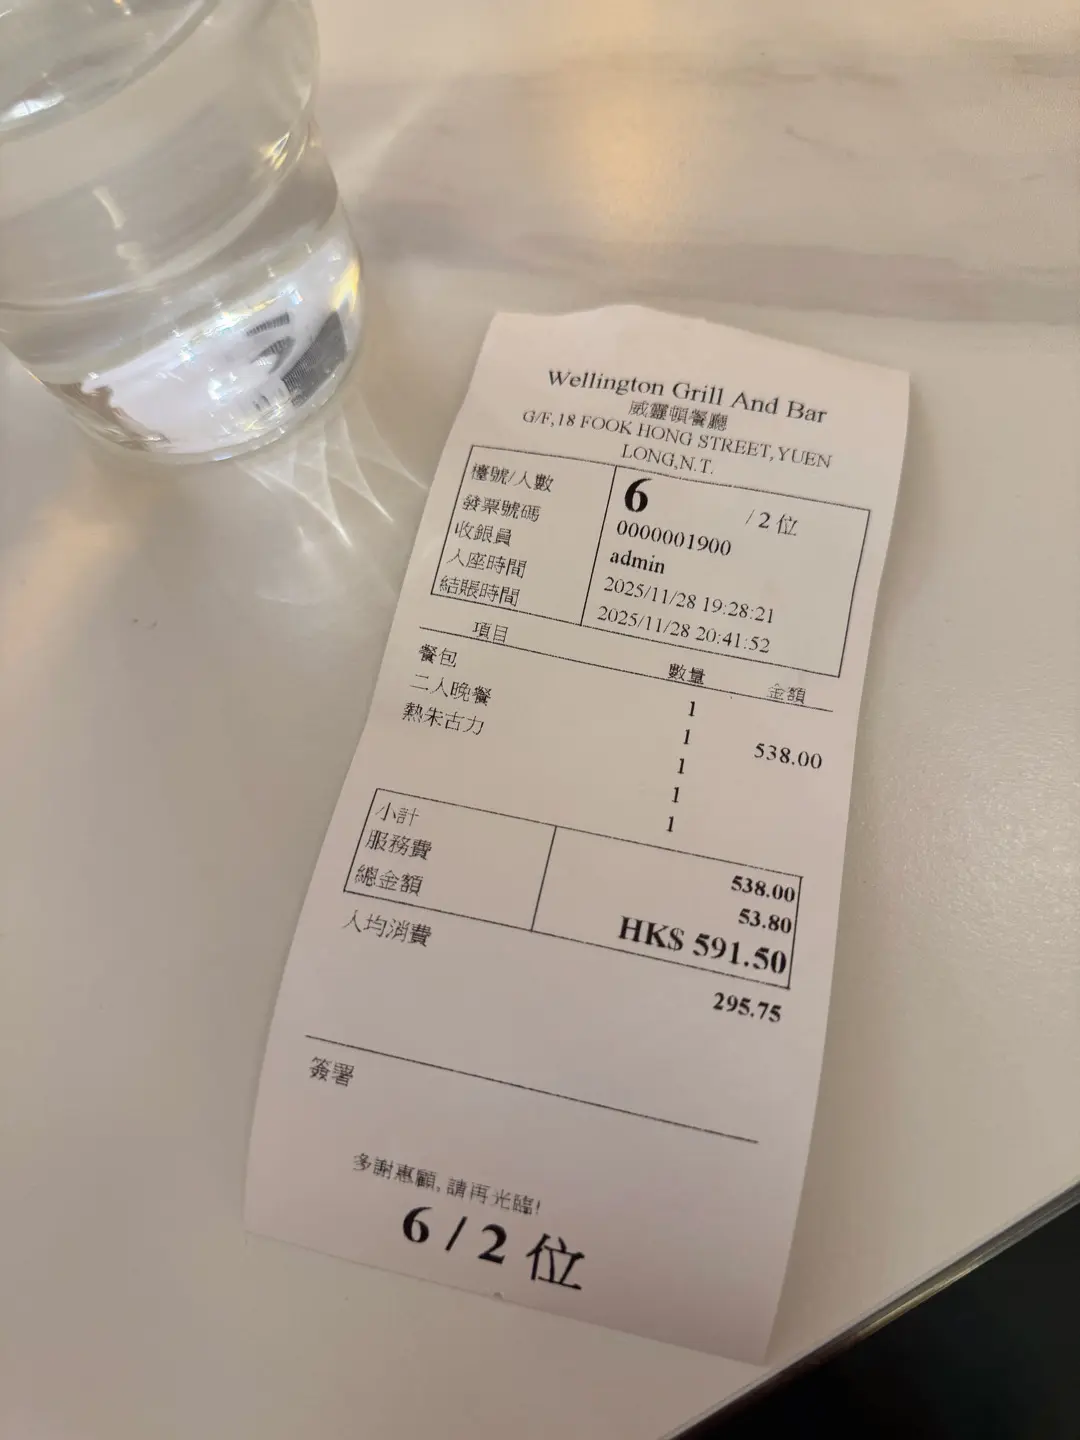 Wellington Grill And Bar
威靈頓餐廳
G/F,18 FOOK HONG STREET,YUEN
LONG,N.T.
檯號/人數 6 /2位
發票號碼 0000001900
收銀員 admin
入座時間 2025/11/28 19:28:21
結賬時間 2025/11/28 20:41:52
項目 數量 金額
餐包 1
二人晚餐 1 538.00
熱朱古力 1
1
1
小計 538.00
服務費 53.80
總金額 HK$ 591.50
人均消費 295.75
簽署
多謝惠顧,請再光臨!
6 / 2 位